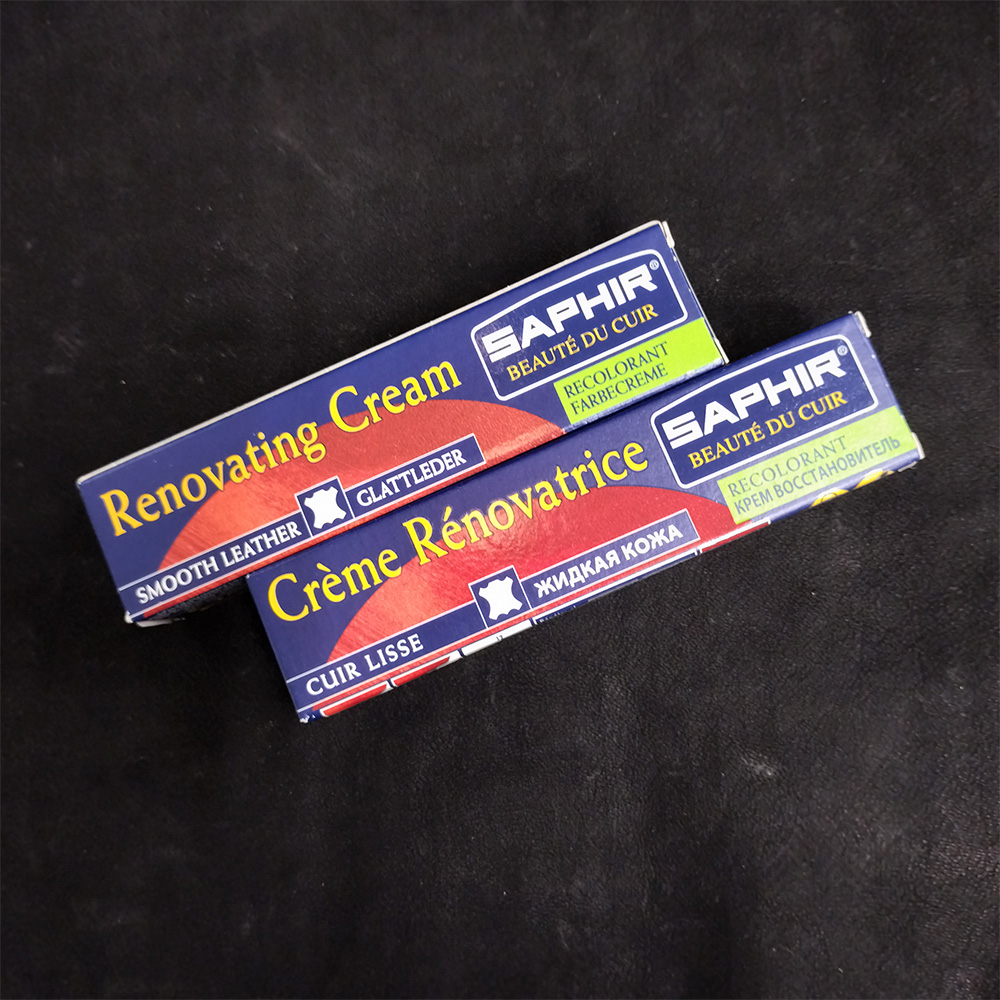 SAPHIR®
BEAUTÉ DU CUIR
RECOLORANT
FARBECREME
Renovating Cream
SMOOTH LEATHER
GLATTLEDER
SAPHIR®
BEAUTÉ DU CUIR
RECOLORANT
КРЕМ ВОССТАНОВИТЕЛЬ
Crème Rénovatrice
CUIR LISSE
ЖИДКАЯ КОЖА